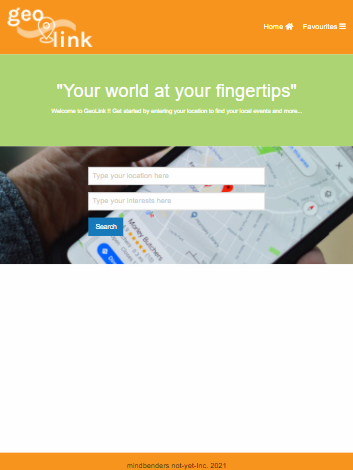 geo
link
Home
Favourites
"Your world at your fingertips"
Welcome to GeoLink !! Get started by entering your location to find your local events and more...
Type your location here
Type your interests here
Search
Money Butchers
mindbenders not-yet-Inc. 2021